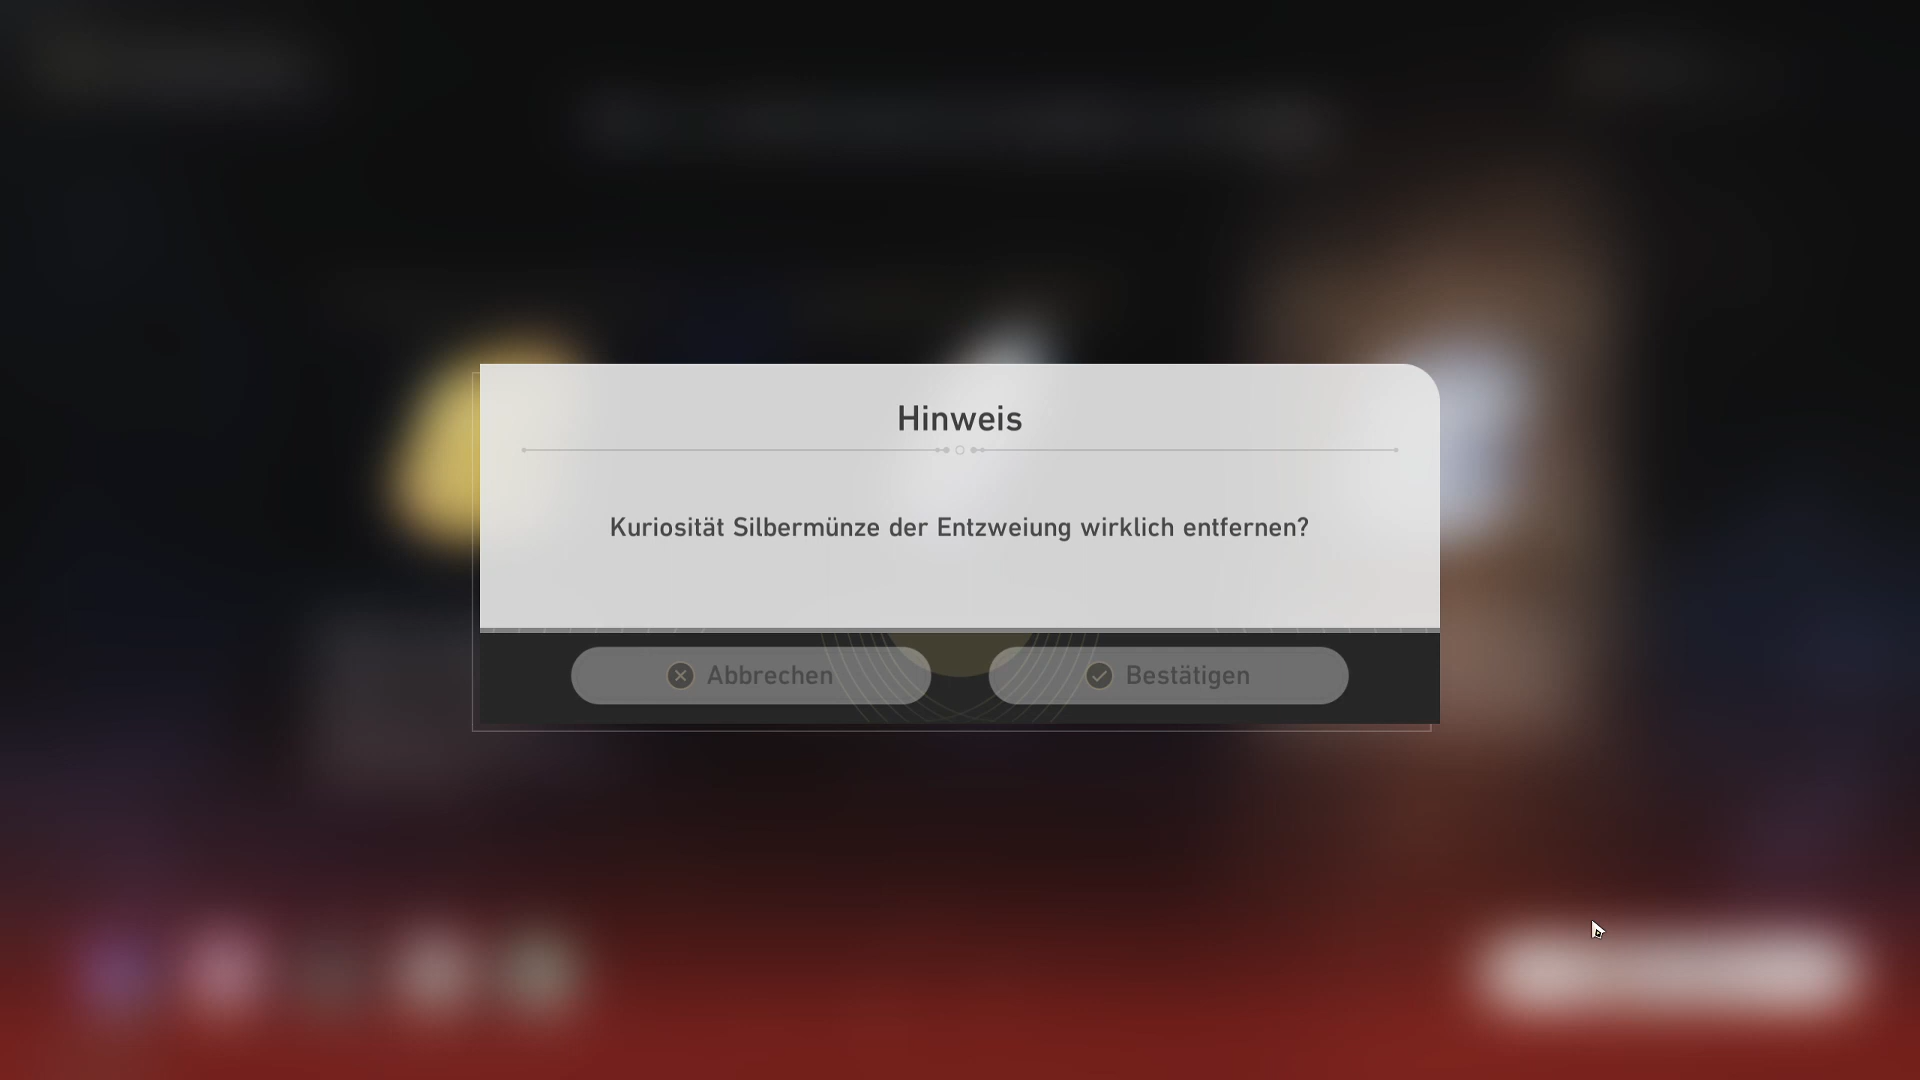 Hinweis
Kuriosität Silbermünze der Entzweiung wirklich entfernen?
Abbrechen
Bestätigen